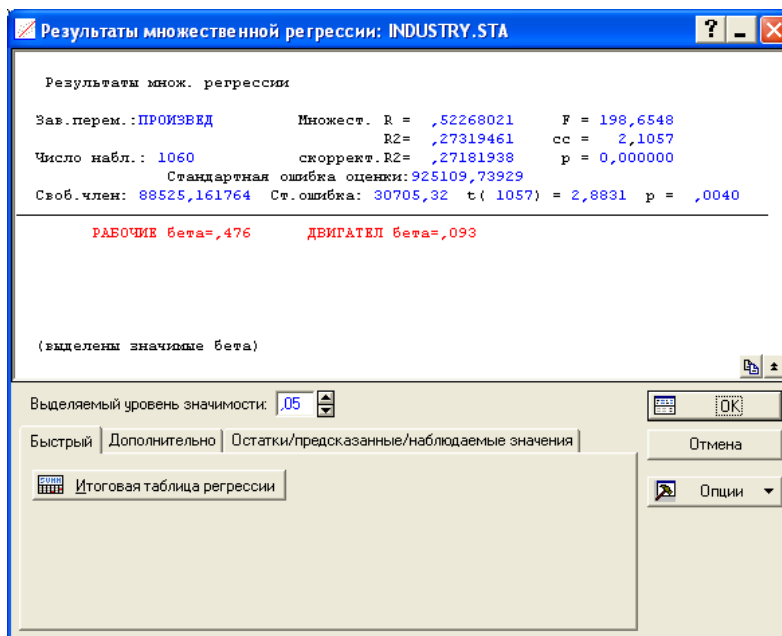 Результаты множественной регрессии: INDUSTRY.STA
Результаты множ. регрессии
Зав.перем.:ПРОИЗВЕД Множест. R = ,52268021 F = 198,6548
R2= ,27319461 сс = 2,1057
Число набл.: 1060 скоррект.R2= ,27181938 p = 0,000000
Стандартная ошибка оценки:925109,73929
Своб.член: 88525,161764 Ст.ошибка: 30705,32 t( 1057) = 2,8831 p = ,0040
РАБОЧИЕ бета=,476 ДВИГАТЕЛ бета=,093
(выделены значимые бета)
Выделяемый уровень значимости: ,05
OK
Быстрый Дополнительно Остатки/предсказанные/наблюдаемые значения
Отмена
SUMM Итоговая таблица регрессии
Опции